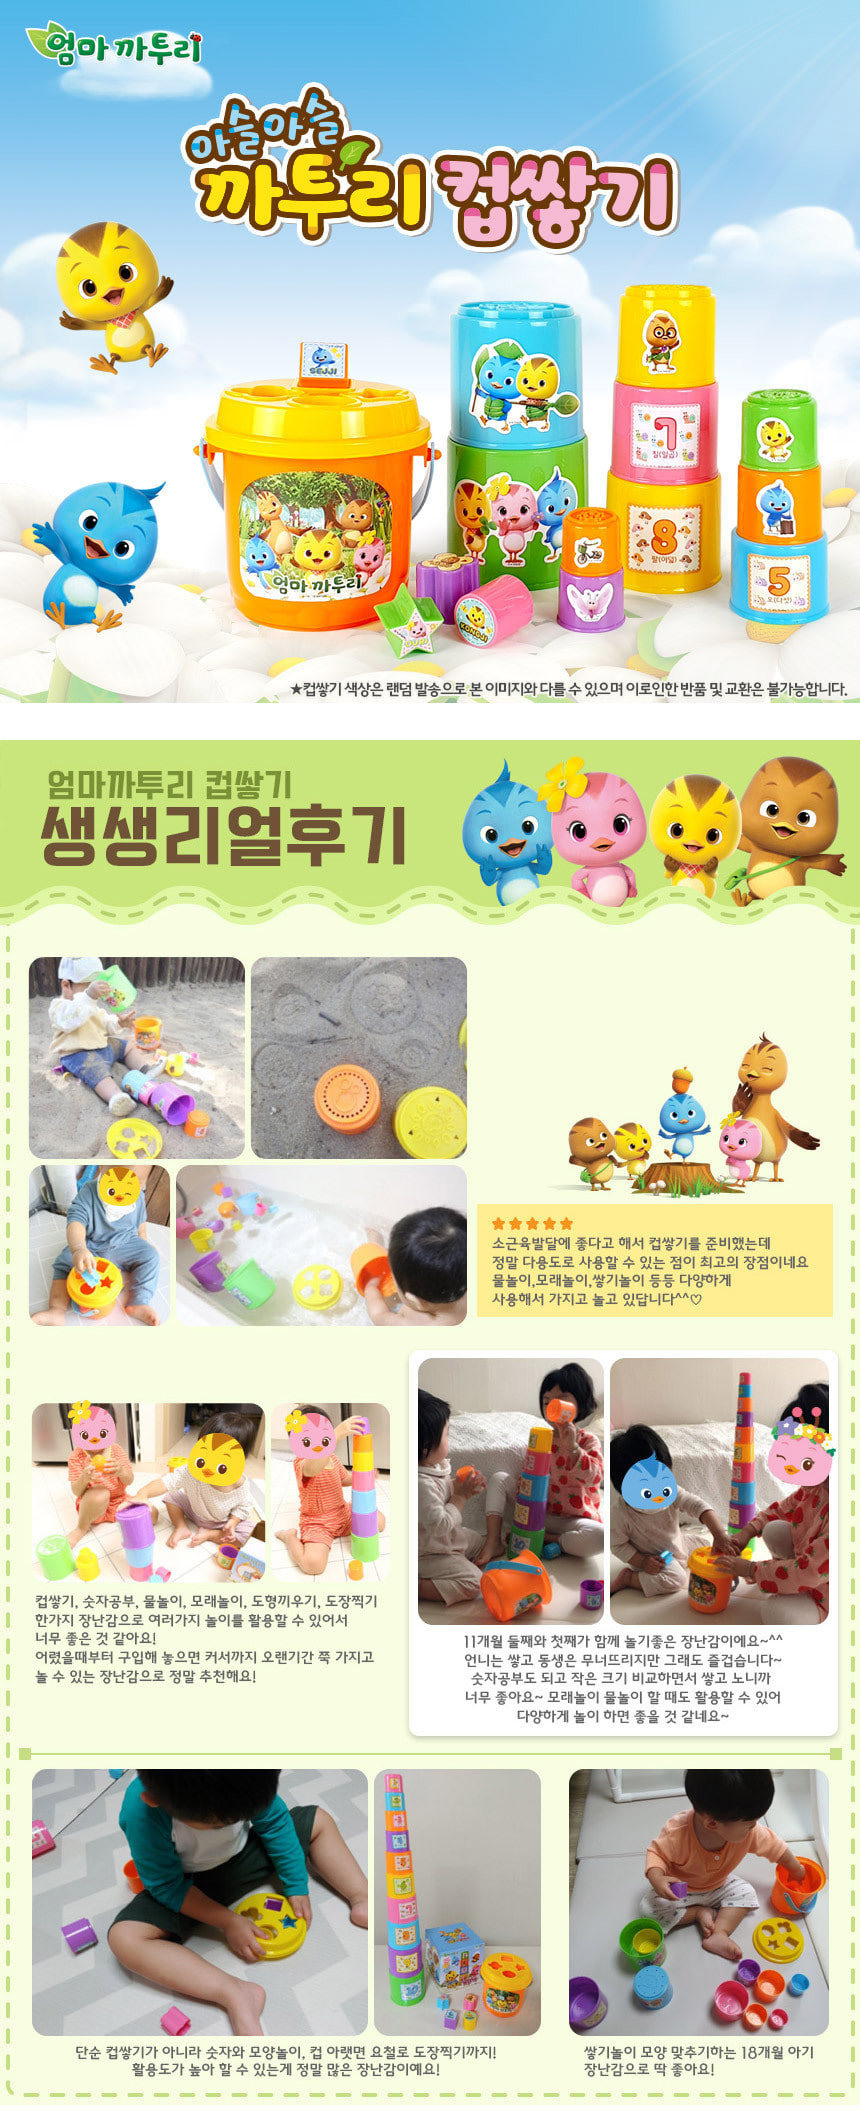 엄마 까투리
아슬아슬
까투리 컵쌓기
SEJJI
엄마 까투리
DURI
KONGJI
7
칠(일곱)
8
팔(여덟)
5
오(다섯)
★컵쌓기 색상은 랜덤 발송으로 본 이미지와 다를 수 있으며 이로인한 반품 및 교환은 불가능합니다.
엄마까투리 컵쌓기
생생리얼후기
소근육발달에 좋다고 해서 컵쌓기를 준비했는데
정말 다용도로 사용할 수 있는 점이 최고의 장점이네요
물놀이,모래놀이,쌓기놀이 등등 다양하게
사용해서 가지고 놀고 있답니다^^♡
컵쌓기, 숫자공부, 물놀이, 모래놀이, 도형끼우기, 도장찍기
한가지 장난감으로 여러가지 놀이를 활용할 수 있어서
너무 좋은 것 같아요!
어렸을때부터 구입해 놓으면 커서까지 오랜기간 쭉 가지고
놀 수 있는 장난감으로 정말 추천해요!
11개월 둘째와 첫째가 함께 놀기좋은 장난감이에요~^^
언니는 쌓고 동생은 무너뜨리지만 그래도 즐겁습니다~
숫자공부도 되고 작은 크기 비교하면서 쌓고 노니까
너무 좋아요~ 모래놀이 물놀이 할 때도 활용할 수 있어
다양하게 놀이 하면 좋을 것 같네요~
단순 컵쌓기가 아니라 숫자와 모양놀이, 컵 아랫면 요철로 도장찍기까지!
활용도가 높아 할 수 있는게 정말 많은 장난감이예요!
쌓기놀이 모양 맞추기하는 18개월 아기
장난감으로 딱 좋아요!